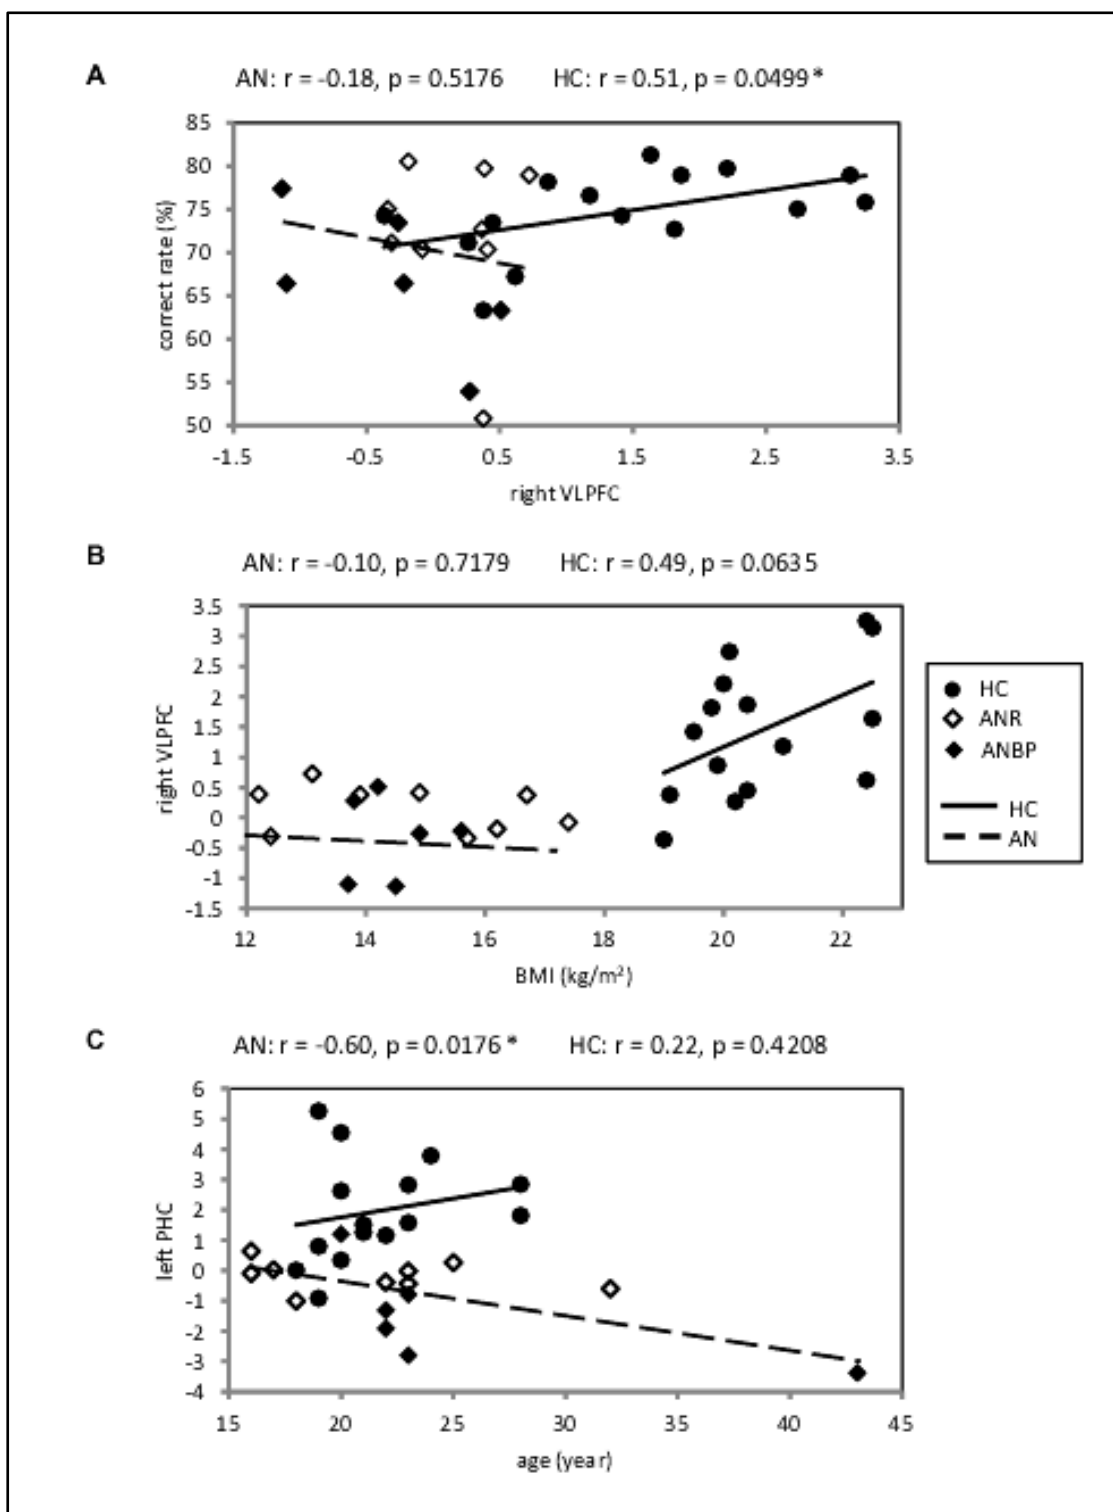 A
AN: r = -0.18, p = 0.5176 HC: r = 0.51, p = 0.0499 *
85
80
75
70
65
60
55
50
correct rate (%)
-1.5 -0.5 0.5 1.5 2.5 3.5
right VLPFC
B
AN: r = -0.10, p = 0.7179 HC: r = 0.49, p = 0.0635
3.5
3
2.5
2
1.5
1
0.5
0
-0.5
-1
-1.5
right VLPFC
12 14 16 18 20 22
BMI (kg/m²)
HC
ANR
ANBP
HC
AN
C
AN: r = -0.60, p = 0.0176 * HC: r = 0.22, p = 0.4208
6
5
4
3
2
1
0
-1
-2
-3
-4
left PHC
15 20 25 30 35 40 45
age (year)